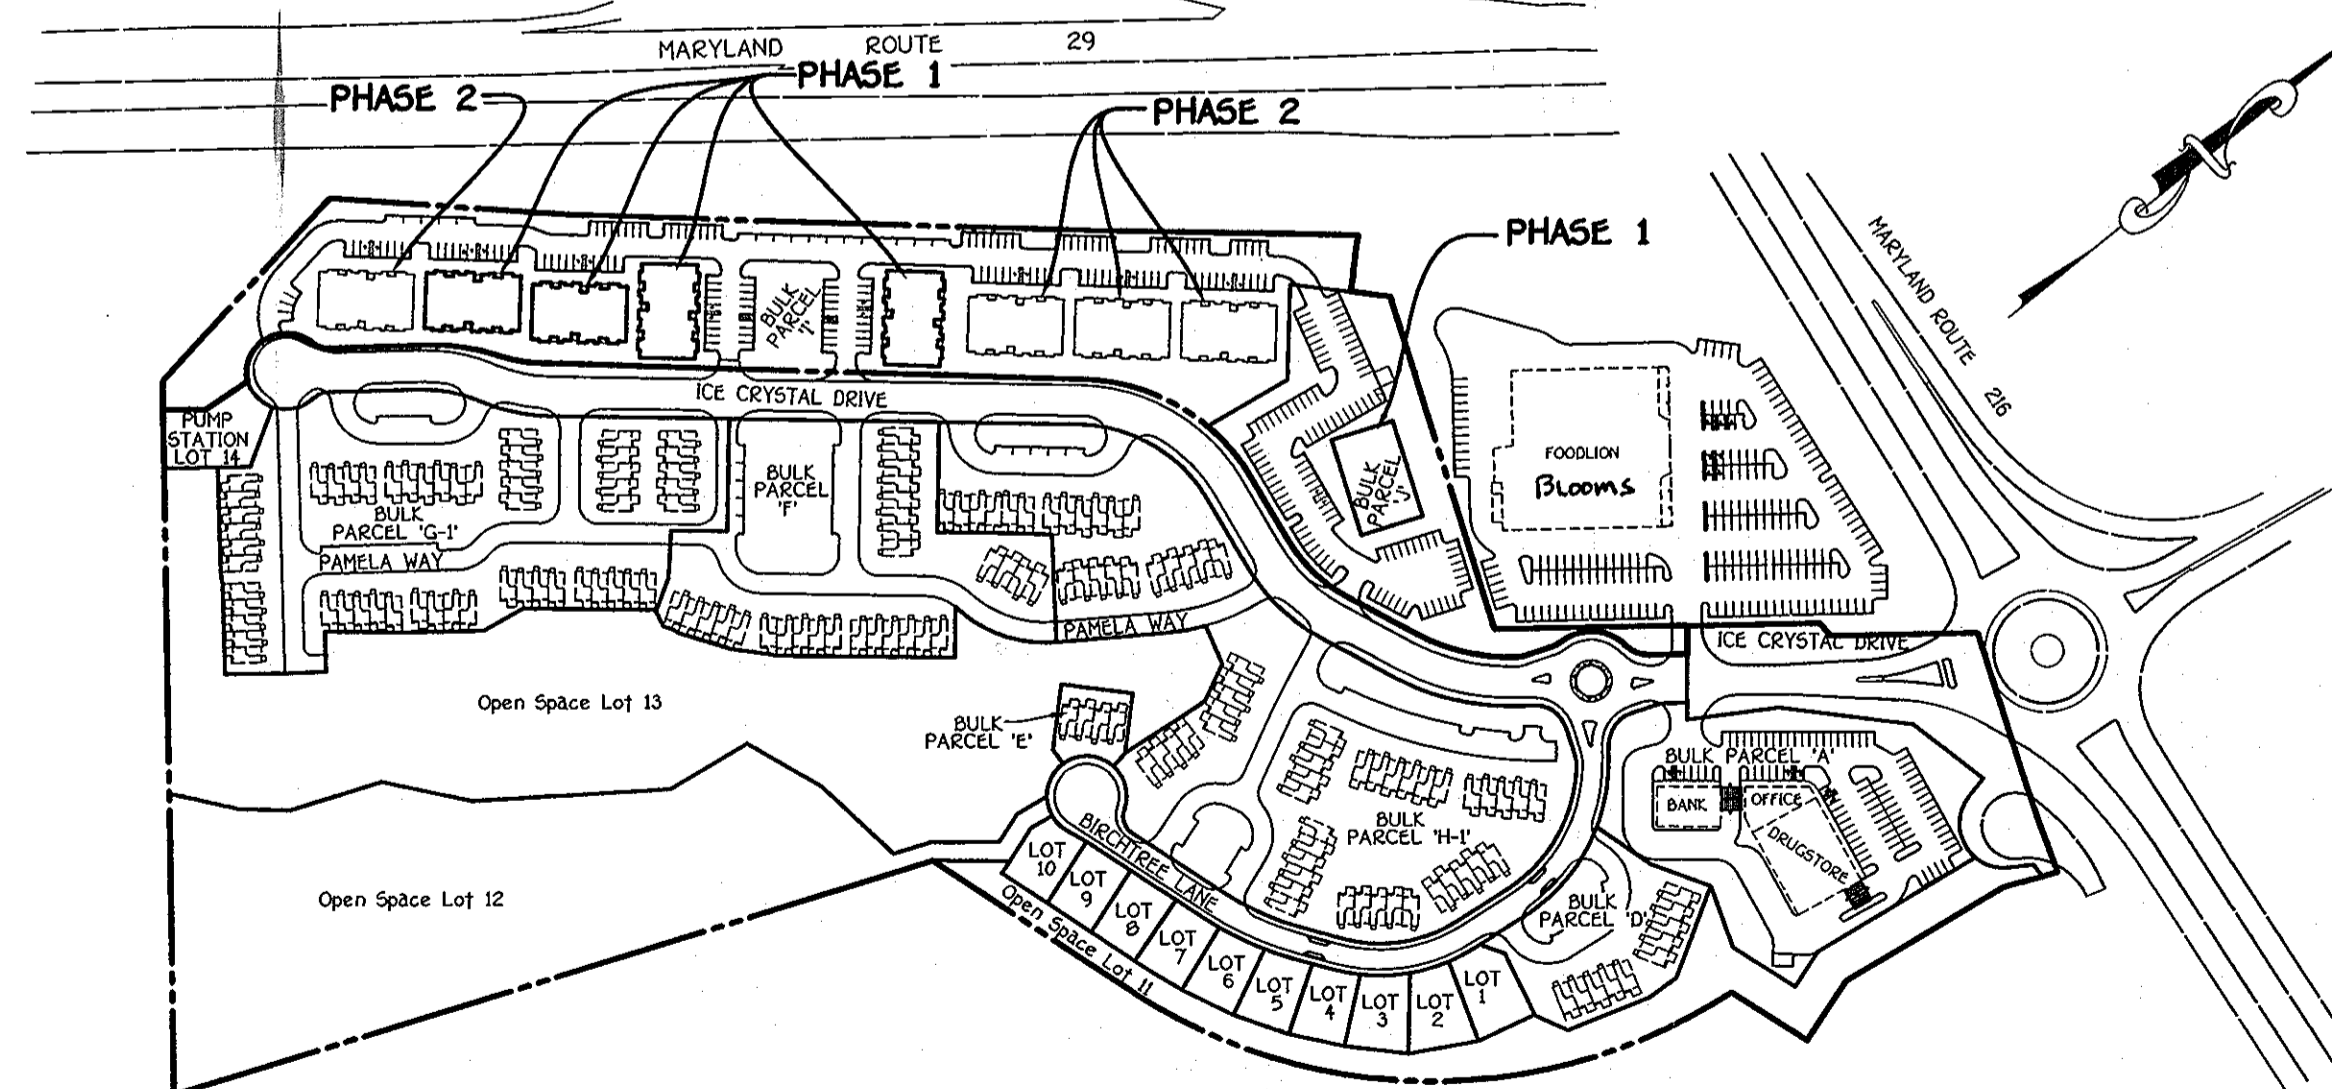 MARYLAND ROUTE 29
PHASE 1
PHASE 2
PHASE 2
PHASE 1
N
MARYLAND ROUTE 216
BULK
PARCEL
'I'
ICE CRYSTAL DRIVE
PUMP
STATION
LOT 14
BULK
PARCEL
'F'
BULK
PARCEL
'J'
FOODLION
Blooms
BULK
PARCEL 'G-1'
PAMELA WAY
PAMELA WAY
ICE CRYSTAL DRIVE
Open Space Lot 13
BULK
PARCEL 'E'
BULK PARCEL 'A'
BANK
OFFICE
DRUGSTORE
BULK
PARCEL 'H-1'
BIRCHTREE LANE
Open Space Lot 12
Open Space Lot 11
BULK
PARCEL 'D'
LOT
10
LOT
9
LOT
8
LOT
7
LOT
6
LOT
5
LOT
4
LOT
3
LOT
2
LOT
1